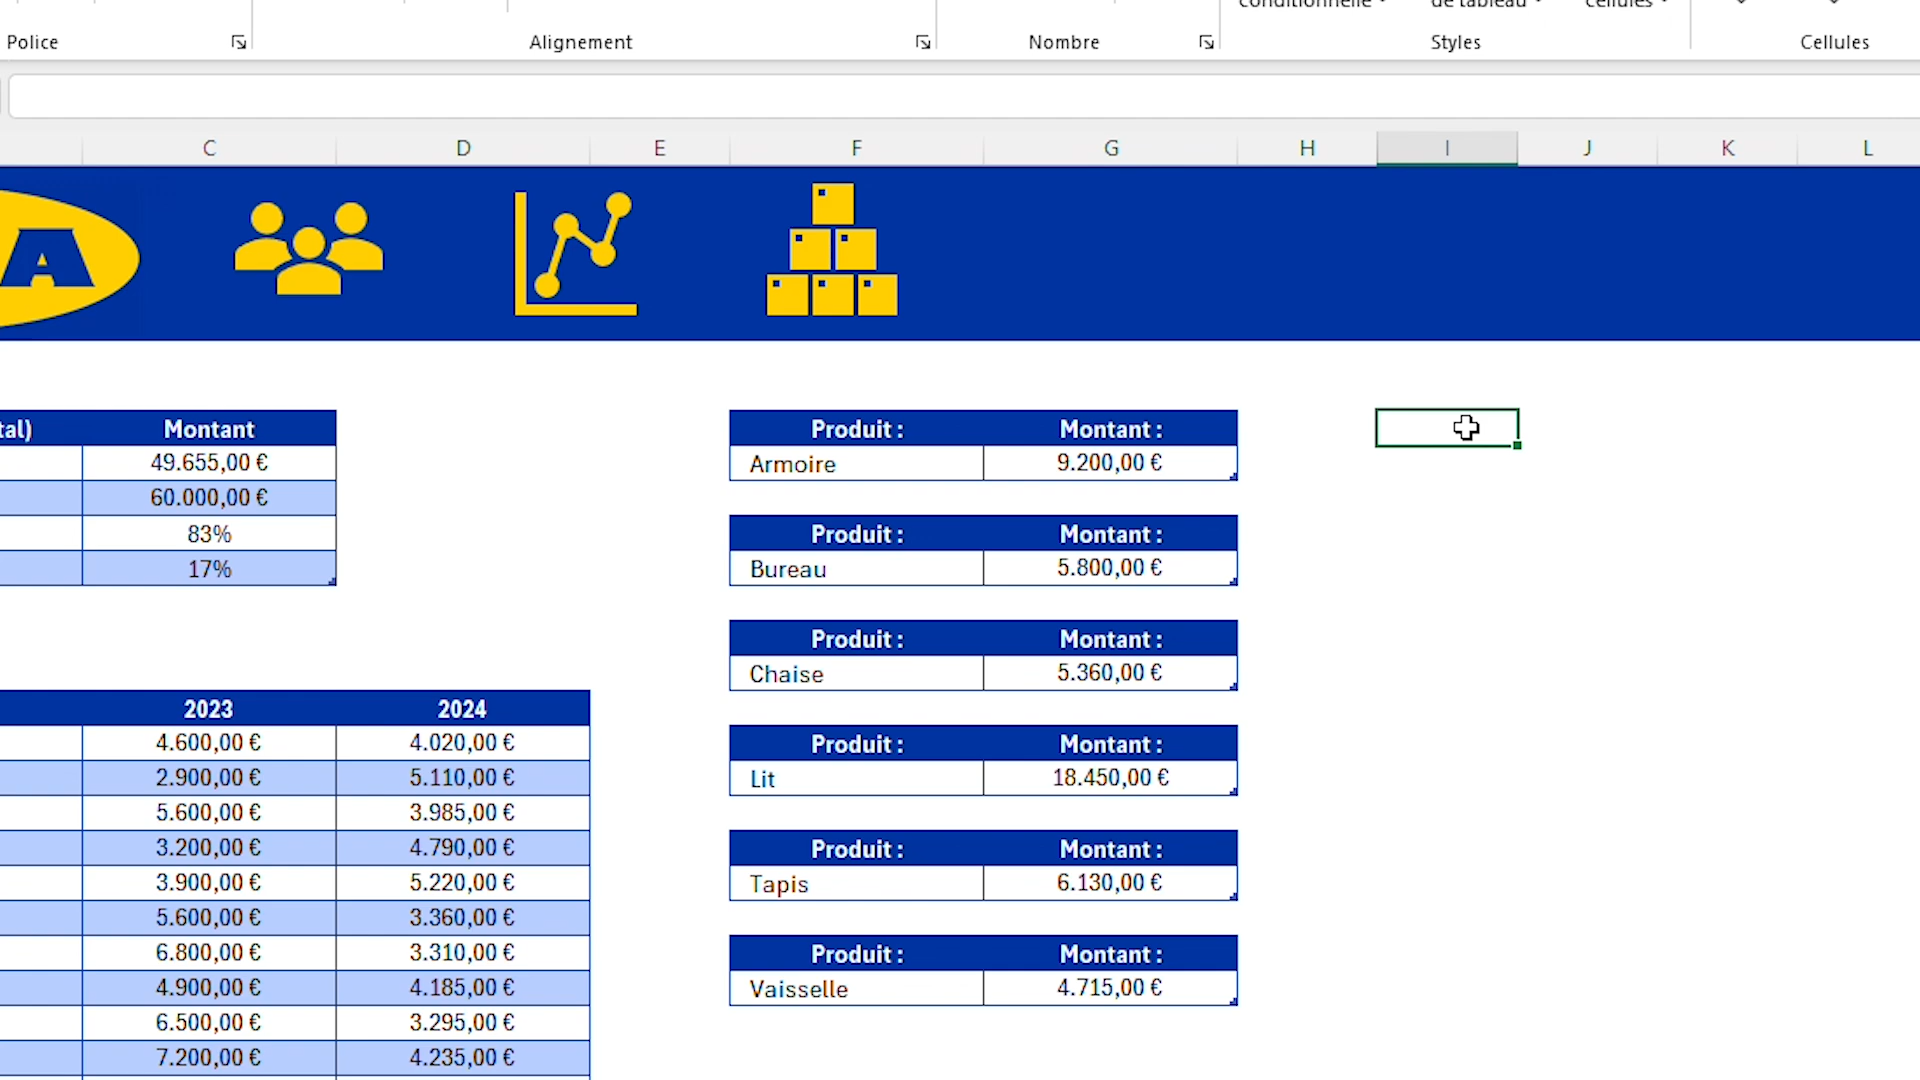 conditionnelle de tableau cellules
Police Alignement Nombre Styles Cellules
C D E F G H I J K L
A
tal) Montant
49.655,00 €
60.000,00 €
83%
17%
2023 2024
4.600,00 € 4.020,00 €
2.900,00 € 5.110,00 €
5.600,00 € 3.985,00 €
3.200,00 € 4.790,00 €
3.900,00 € 5.220,00 €
5.600,00 € 3.360,00 €
6.800,00 € 3.310,00 €
4.900,00 € 4.185,00 €
6.500,00 € 3.295,00 €
7.200,00 € 4.235,00 €
Produit : Montant :
Armoire 9.200,00 €
Produit : Montant :
Bureau 5.800,00 €
Produit : Montant :
Chaise 5.360,00 €
Produit : Montant :
Lit 18.450,00 €
Produit : Montant :
Tapis 6.130,00 €
Produit : Montant :
Vaisselle 4.715,00 €